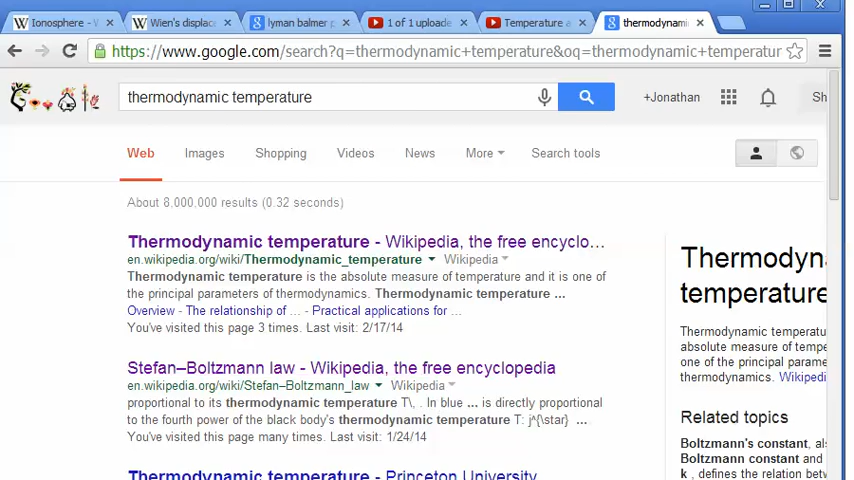 Ionosphere - W
Wien's displac
lyman balmer p
1 of 1 uploade
Temperature a
thermodynami
https://www.google.com/search?q=thermodynamic+temperature&oq=thermodynamic+temperatur
thermodynamic temperature
+Jonathan
Sh
Web Images Shopping Videos News More Search tools
About 8,000,000 results (0.32 seconds)
Thermodynamic temperature - Wikipedia, the free encyclo...
en.wikipedia.org/wiki/Thermodynamic_temperature Wikipedia
Thermodynamic temperature is the absolute measure of temperature and it is one of
the principal parameters of thermodynamics. Thermodynamic temperature ...
Overview - The relationship of ... - Practical applications for ...
You've visited this page 3 times. Last visit: 2/17/14
Stefan–Boltzmann law - Wikipedia, the free encyclopedia
en.wikipedia.org/wiki/Stefan–Boltzmann_law Wikipedia
proportional to its thermodynamic temperature T\, . In blue ... is directly proportional
to the fourth power of the black body's thermodynamic temperature T: j^{\star} ...
You've visited this page many times. Last visit: 1/24/14
Thermodynamic temperature - Princeton University
Thermodyn
temperature
Thermodynamic temperatu
absolute measure of tempe
one of the principal parame
thermodynamics. Wikipedi
Related topics
Boltzmann's constant, al
Boltzmann constant and
k , defines the relation betw